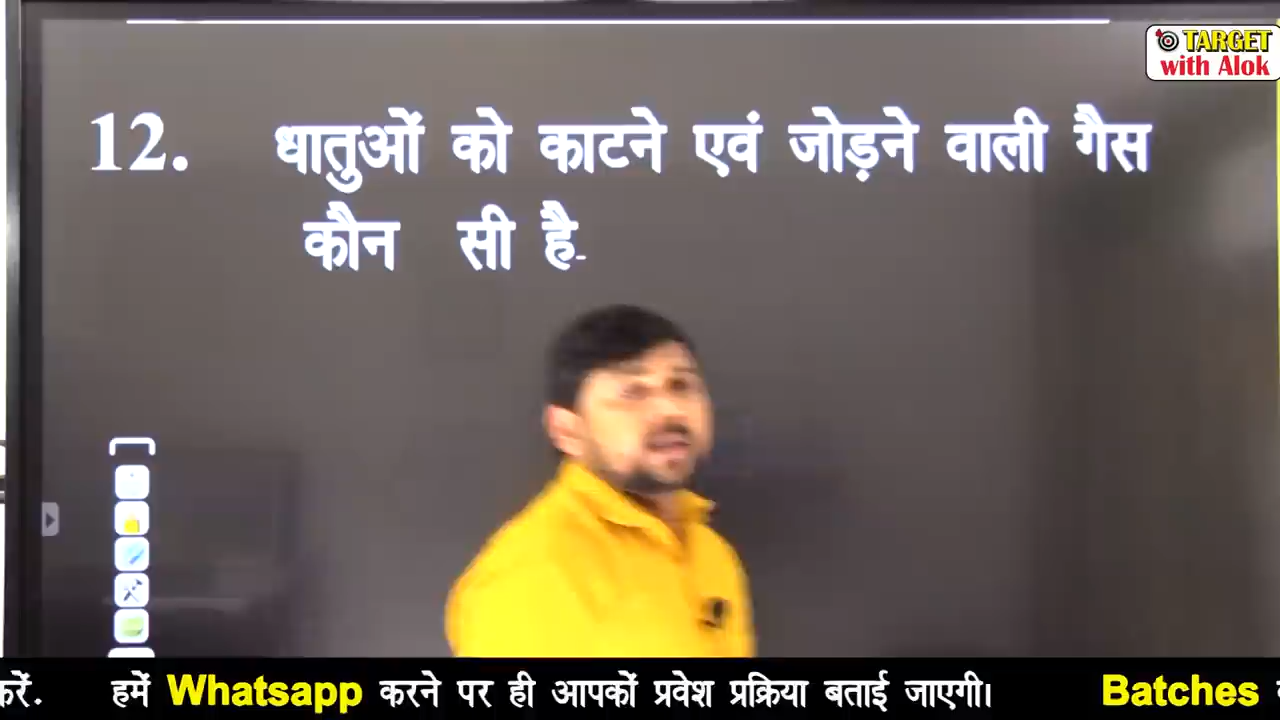 TARGET
with Alok
12. धातुओं को काटने एवं जोड़ने वाली गैस
कौन सी है-
करें. हमें Whatsapp करने पर ही आपकों प्रवेश प्रक्रिया बताई जाएगी। Batches